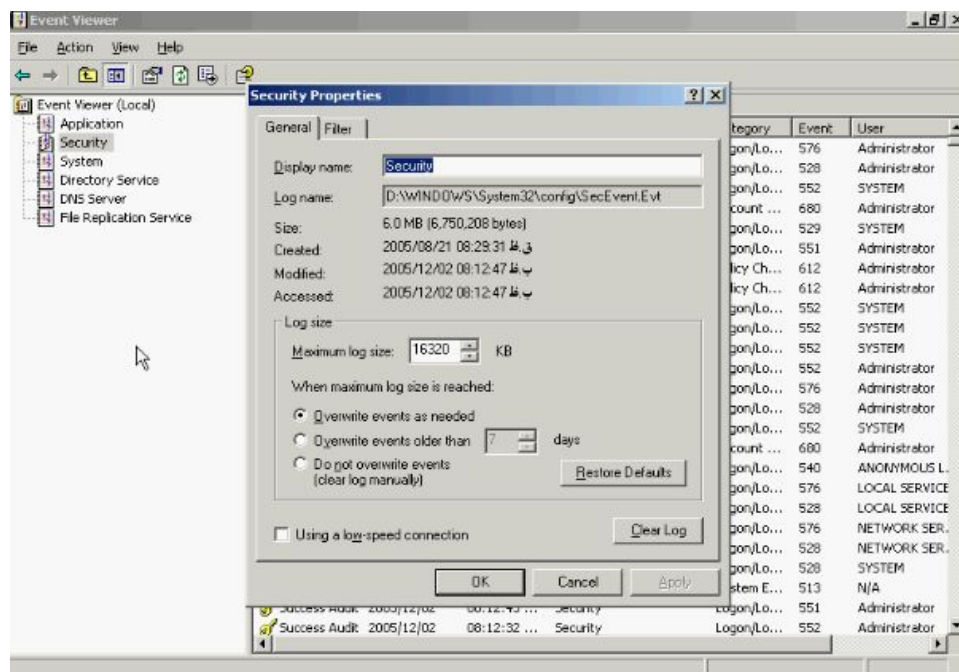 Event Viewer
File Action View Help
Event Viewer (Local)
Application
Security
System
Directory Service
DNS Server
File Replication Service
Security Properties
General Filter
Display name: Security
Log name: D:\WINDOWS\System32\config\SecEvent.Evt
Size: 6.0 MB (6,750,208 bytes)
Created: 2005/08/21 08:29:31 ق.ظ
Modified: 2005/12/02 08:12:47 ب.ظ
Accessed: 2005/12/02 08:12:47 ب.ظ
Log size
Maximum log size: 16320 KB
When maximum log size is reached:
Overwrite events as needed
Overwrite events older than 7 days
Do not overwrite events
(clear log manually)
Restore Defaults
Using a low-speed connection
Clear Log
OK Cancel Apply
tegory Event User
gon/Lo... 576 Administrator
gon/Lo... 528 Administrator
gon/Lo... 552 SYSTEM
count ... 680 Administrator
gon/Lo... 529 SYSTEM
gon/Lo... 551 Administrator
licy Ch... 612 Administrator
licy Ch... 612 Administrator
gon/Lo... 552 SYSTEM
gon/Lo... 552 SYSTEM
gon/Lo... 552 SYSTEM
gon/Lo... 552 Administrator
gon/Lo... 576 Administrator
gon/Lo... 528 Administrator
gon/Lo... 552 SYSTEM
count ... 680 Administrator
gon/Lo... 540 ANONYMOUS L.
gon/Lo... 576 LOCAL SERVICE
gon/Lo... 528 LOCAL SERVICE
gon/Lo... 576 NETWORK SER.
gon/Lo... 528 NETWORK SER.
gon/Lo... 528 SYSTEM
stem E... 513 N/A
Success Audit 2005/12/02 08:12:45 ... Security Logon/Lo... 551 Administrator
Success Audit 2005/12/02 08:12:32 ... Security Logon/Lo... 552 Administrator